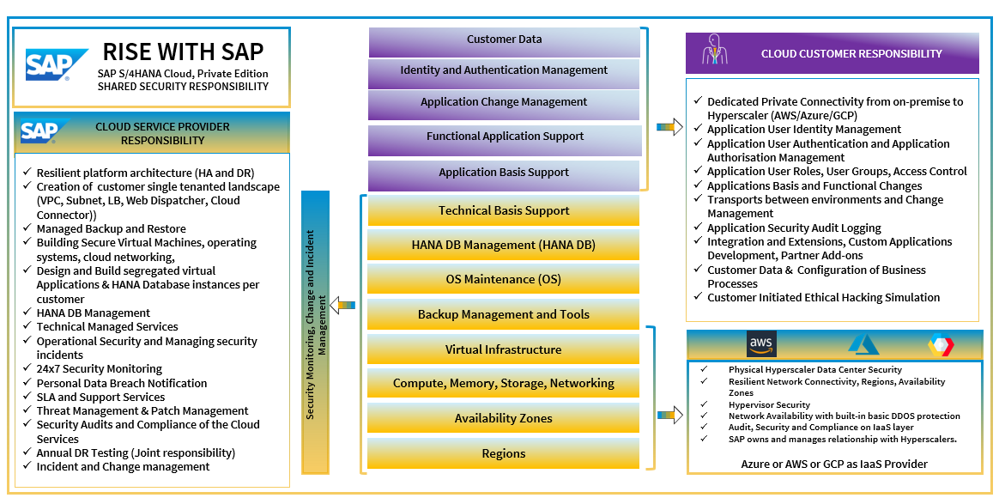 SAP
RISE WITH SAP
SAP S/4HANA Cloud, Private Edition
SHARED SECURITY RESPONSIBILITY
SAP
CLOUD SERVICE PROVIDER
RESPONSIBILITY
✓ Resilient platform architecture (HA and DR)
✓ Creation of customer single tenanted landscape
(VPC, Subnet, LB, Web Dispatcher, Cloud
Connector))
✓ Managed Backup and Restore
✓ Building Secure Virtual Machines, operating
systems, cloud networking,
✓ Design and Build segregated virtual
Applications & HANA Database instances per
customer
✓ HANA DB Management
✓ Technical Managed Services
✓ Operational Security and Managing security
incidents
✓ 24x7 Security Monitoring
✓ Personal Data Breach Notification
✓ SLA and Support Services
✓ Threat Management & Patch Management
✓ Security Audits and Compliance of the Cloud
Services
✓ Annual DR Testing (Joint responsibility)
✓ Incident and Change management
Security Monitoring, Change and Incident
Management
Customer Data
Identity and Authentication Management
Application Change Management
Functional Application Support
Application Basis Support
Technical Basis Support
HANA DB Management (HANA DB)
OS Maintenance (OS)
Backup Management and Tools
Virtual Infrastructure
Compute, Memory, Storage, Networking
Availability Zones
Regions
CLOUD CUSTOMER RESPONSIBILITY
✓ Dedicated Private Connectivity from on-premise to
Hyperscaler (AWS/Azure/GCP)
✓ Application User Identity Management
✓ Application User Authentication and Application
Authorisation Management
✓ Application User Roles, User Groups, Access Control
✓ Applications Basis and Functional Changes
✓ Transports between environments and Change
Management
✓ Application Security Audit Logging
✓ Integration and Extensions, Custom Applications
Development, Partner Add-ons
✓ Customer Data & Configuration of Business
Processes
✓ Customer Initiated Ethical Hacking Simulation
aws
✓ Physical Hyperscaler Data Center Security
✓ Resilient Network Connectivity, Regions, Availability
Zones
✓ Hypervisor Security
✓ Network Availability with built-in basic DDOS protection
✓ Audit, Security and Compliance on IaaS layer
✓ SAP owns and manages relationship with Hyperscalers.
Azure or AWS or GCP as IaaS Provider